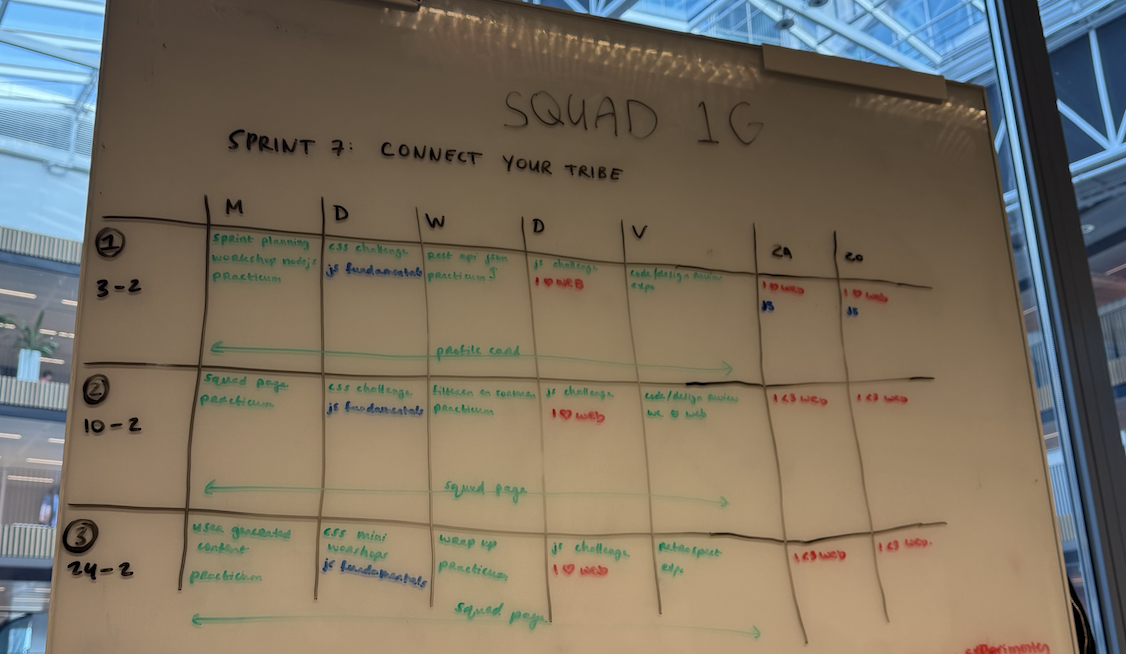 SQUAD 1G
SPRINT 7: CONNECT YOUR TRIBE
M D W D V ZA ZO
1
3-2
sprint planning
workshop nodejs
practicum
css challenge
js fundamentals
rest api json
practicum
js challenge
I ♡ WEB
code/design review
expo
I ♡ WEB
JS
I ♡ WEB
JS
profile card
2
10-2
squad page
practicum
css challenge
js fundamentals
filteren en sorteren
practicum
js challenge
I ♡ WEB
code/design review
we ♡ web
I <3 WEB
I <3 WEB
squad page
3
24-2
user generated
content
practicum
css mini
workshops
js fundamentals
wrap up
practicum
js challenge
I ♡ WEB
retrospect
expo
I <3 WEB
I <3 WEB.
squad page
experimenten